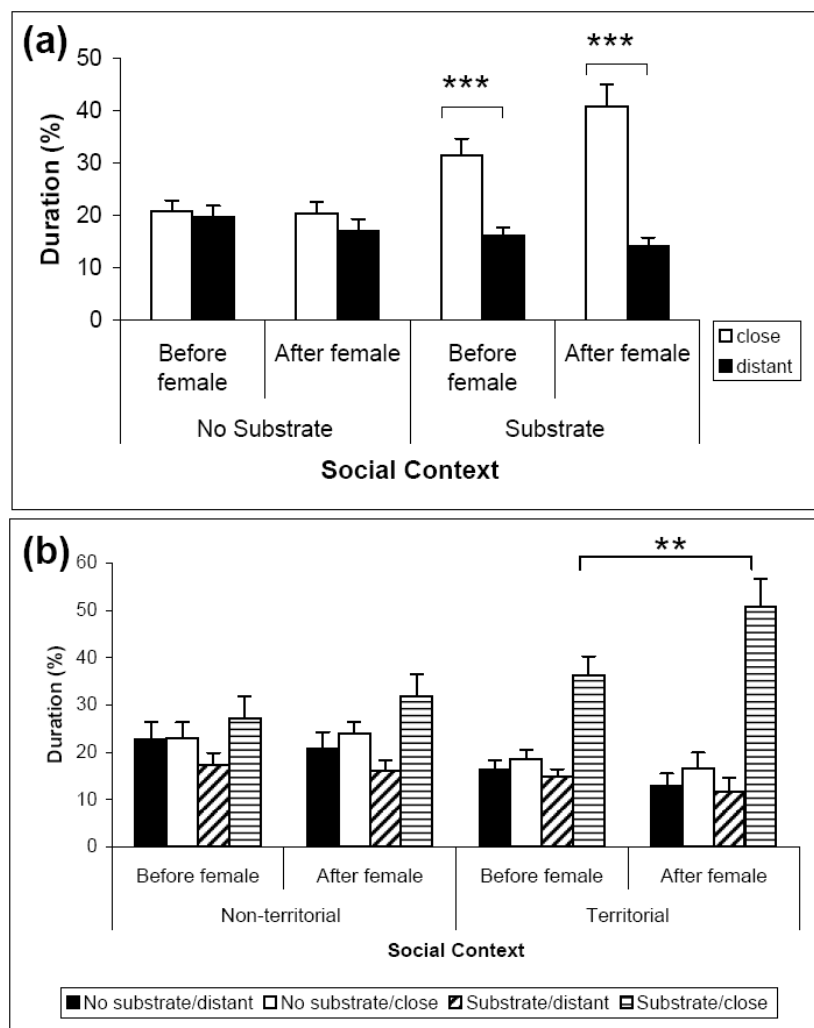 (a)
50
40
30
20
10
0
Duration (%)
***
***
Before female
After female
Before female
After female
No Substrate
Substrate
Social Context
close
distant
(b)
60
50
40
30
20
10
0
Duration (%)
**
Before female
After female
Before female
After female
Non-territorial
Territorial
Social Context
No substrate/distant
No substrate/close
Substrate/distant
Substrate/close